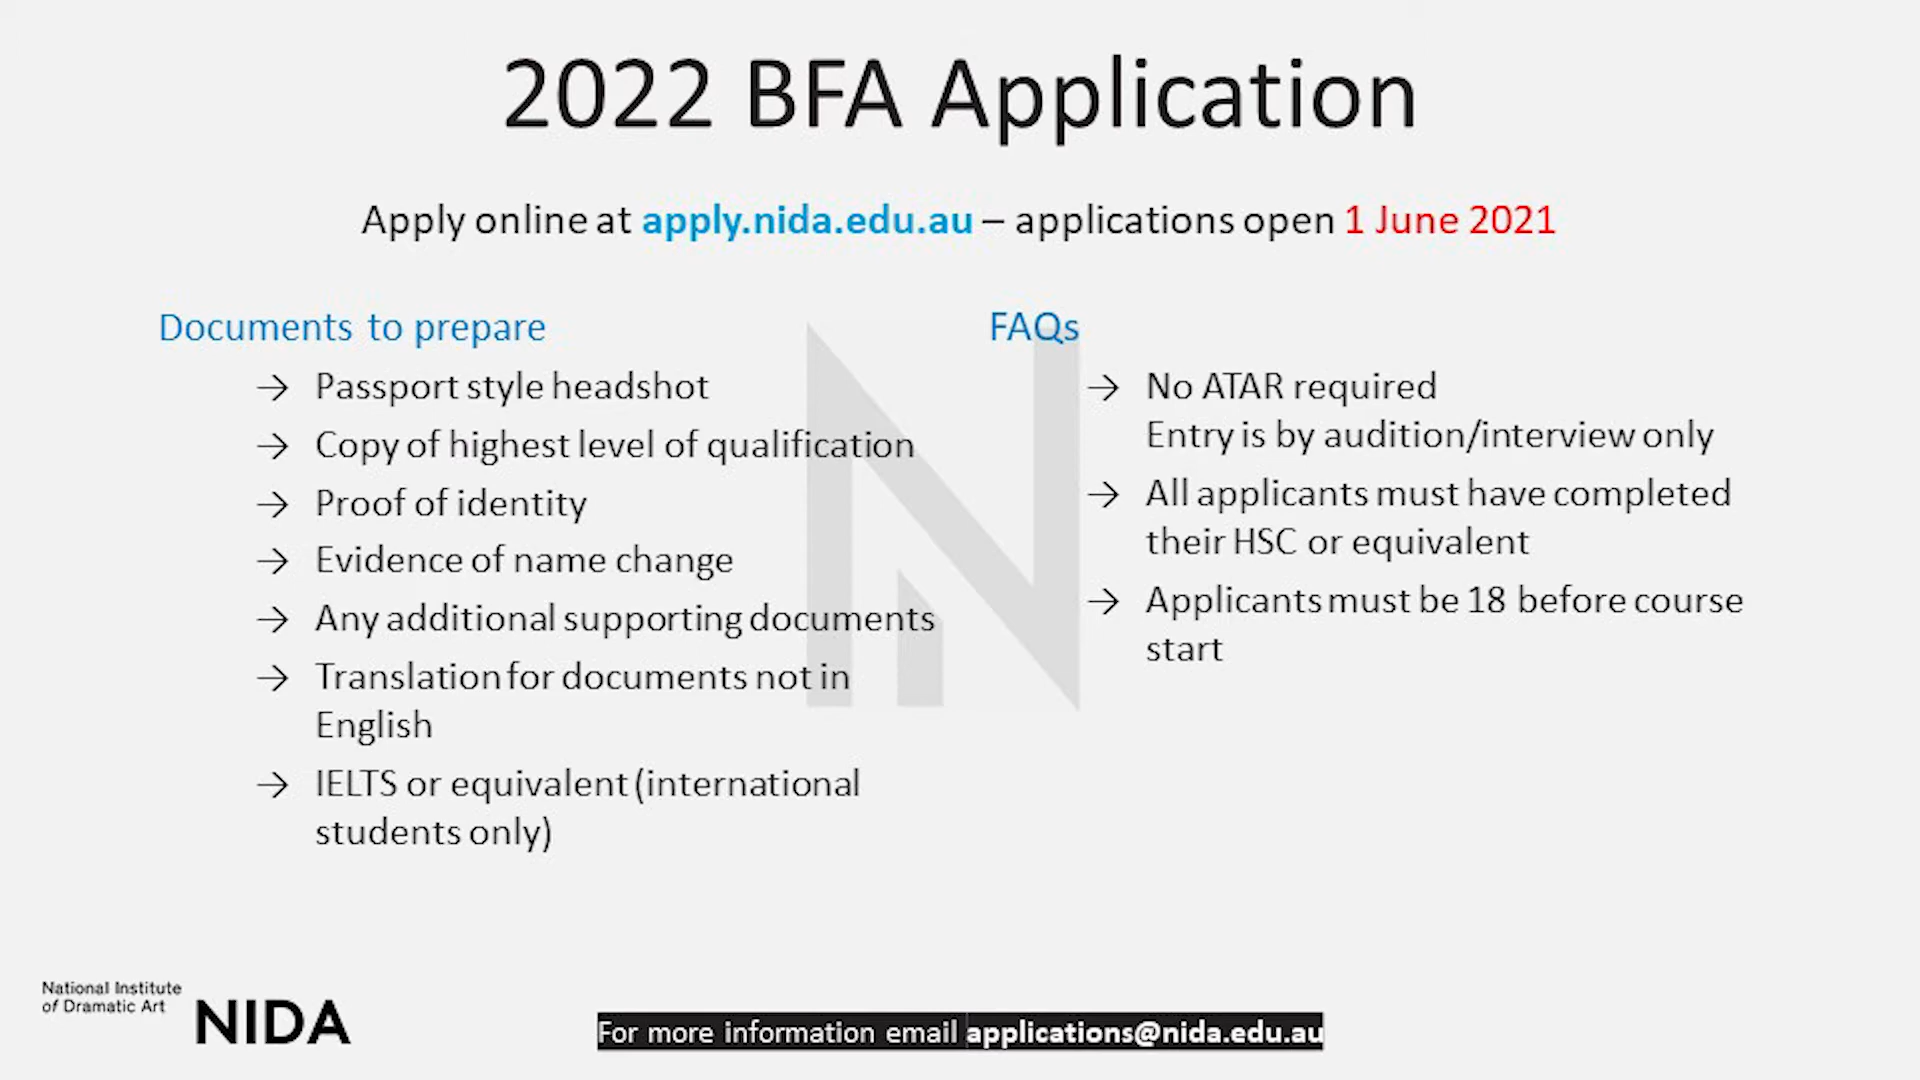 2022 BFA Application
Apply online at apply.nida.edu.au – applications open 1 June 2021
Documents to prepare
→ Passport style headshot
→ Copy of highest level of qualification
→ Proof of identity
→ Evidence of name change
→ Any additional supporting documents
→ Translation for documents not in
English
→ IELTS or equivalent (international
students only)
FAQs
→ No ATAR required
Entry is by audition/interview only
→ All applicants must have completed
their HSC or equivalent
→ Applicants must be 18 before course
start
National Institute
of Dramatic Art
NIDA
For more information email applications@nida.edu.au